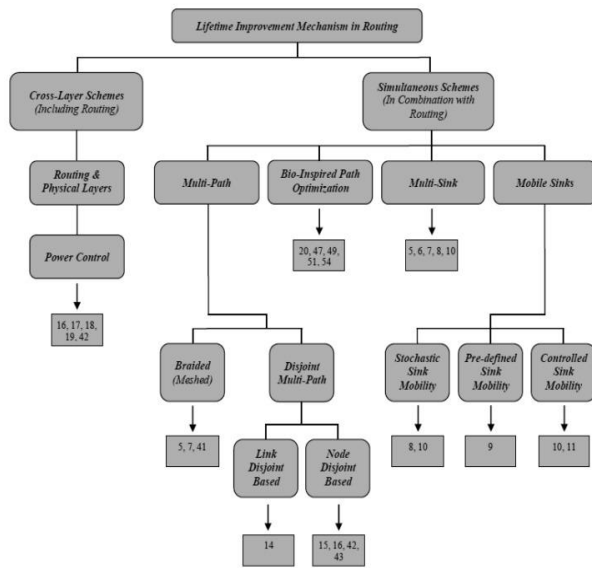 Lifetime Improvement Mechanism in Routing
Cross-Layer Schemes
(Including Routing)
Simultaneous Schemes
(In Combination with
Routing)
Routing &
Physical Layers
Multi-Path
Bio-Inspired Path
Optimization
Multi-Sink
Mobile Sinks
Power Control
20, 47, 49,
51, 54
5, 6, 7, 8, 10
16, 17, 18,
19, 42
Braided
(Meshed)
Disjoint
Multi-Path
Stochastic
Sink
Mobility
Pre-defined
Sink
Mobility
Controlled
Sink
Mobility
5, 7, 41
8, 10
9
10, 11
Link
Disjoint
Based
Node
Disjoint
Based
14
15, 16, 42,
43